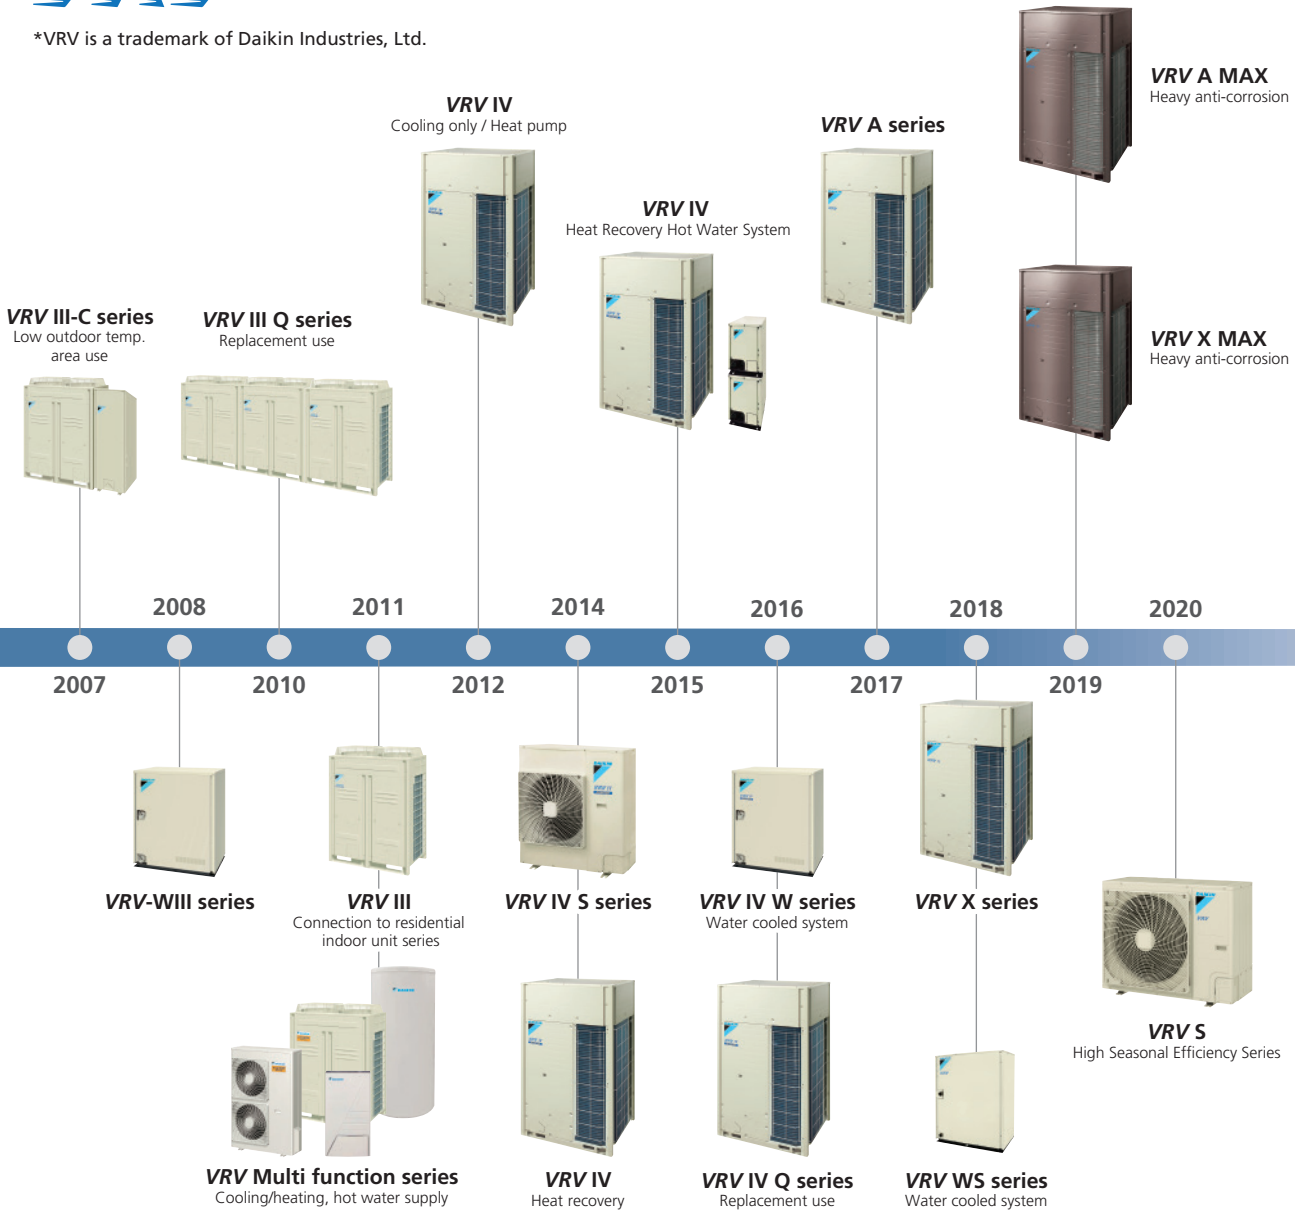 *VRV is a trademark of Daikin Industries, Ltd.
VRV A MAX
Heavy anti-corrosion
VRV IV
Cooling only / Heat pump
VRV A series
VRV IV
Heat Recovery Hot Water System
VRV III-C series
Low outdoor temp.
area use
VRV III Q series
Replacement use
VRV X MAX
Heavy anti-corrosion
2008
2011
2014
2016
2018
2020
2007
2010
2012
2015
2017
2019
VRV-WIII series
VRV III
Connection to residential
indoor unit series
VRV IV S series
VRV IV W series
Water cooled system
VRV X series
VRV S
High Seasonal Efficiency Series
VRV Multi function series
Cooling/heating, hot water supply
VRV IV
Heat recovery
VRV IV Q series
Replacement use
VRV WS series
Water cooled system